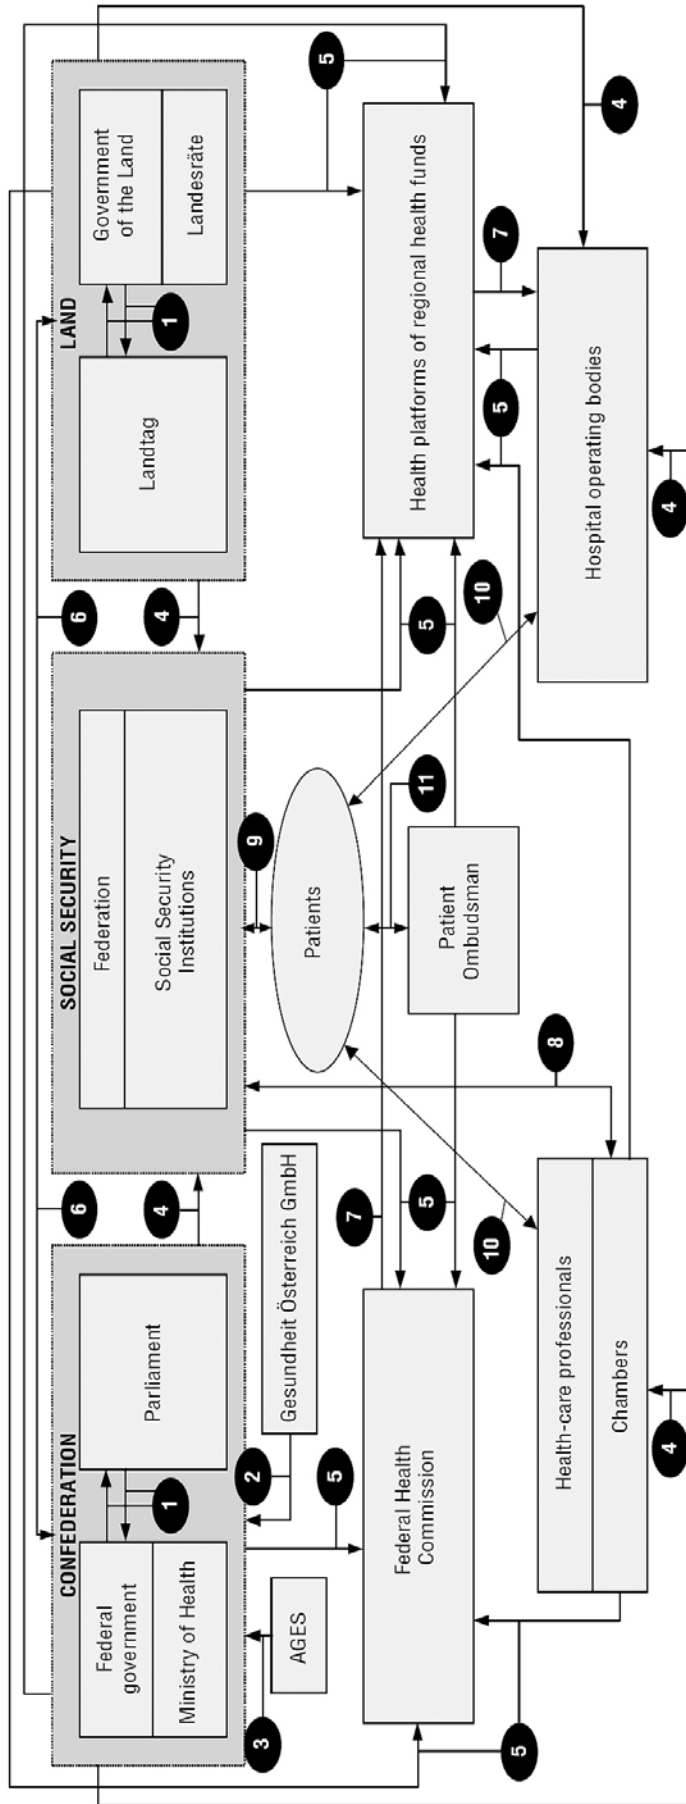 CONFEDERATION
Federal
government
Ministry of Health
1
Parliament
6
4
SOCIAL SECURITY
Federation
Social Security
Institutions
6
4
LAND
Landtag
1
Government
of the Land
Landesräte
3
AGES
2
Gesundheit Österreich GmbH
5
9
Patients
5
Federal Health
Commission
7
5
11
Patient
Ombudsman
5
Health platforms of regional health funds
10
8
10
5
7
5
Health-care professionals
Chambers
4
Hospital operating bodies
4
4